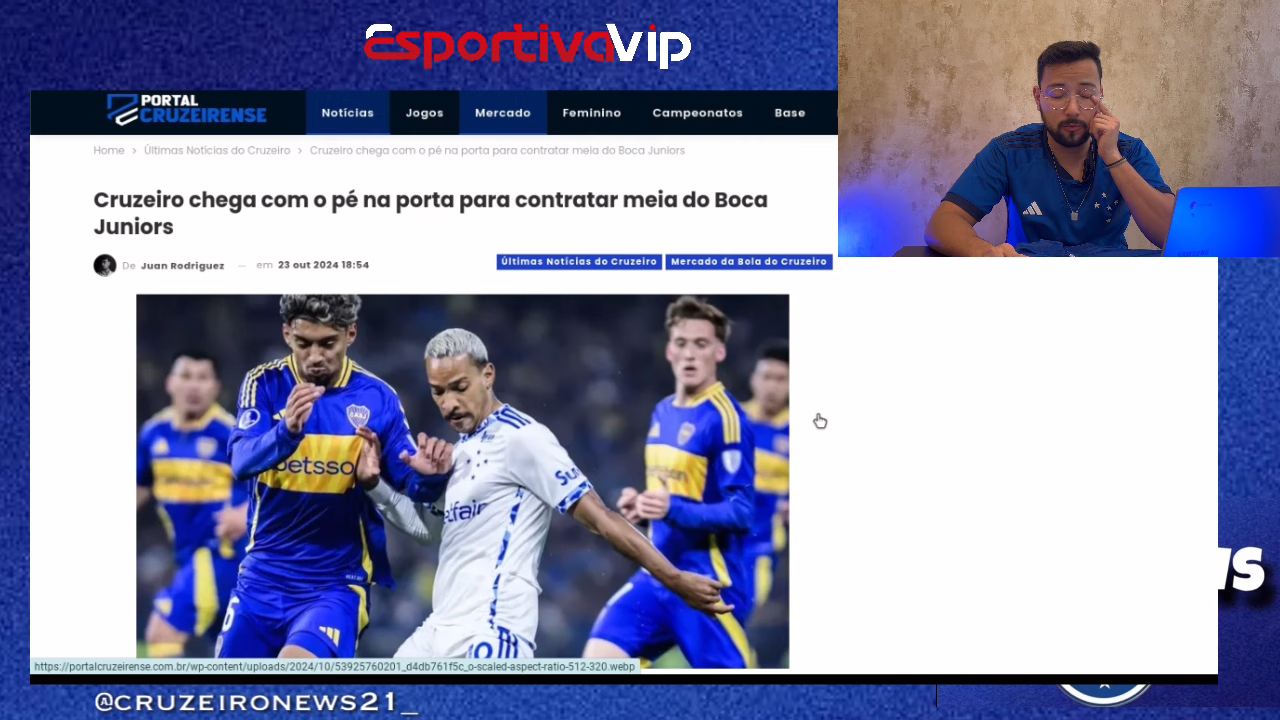 EsportivaVip
PORTAL
CRUZEIRENSE
Notícias
Jogos
Mercado
Feminino
Campeonatos
Base
Home > Últimas Notícias do Cruzeiro > Cruzeiro chega com o pé na porta para contratar meia do Boca Juniors
Cruzeiro chega com o pé na porta para contratar meia do Boca
Juniors
De Juan Rodriguez — em 23 out 2024 18:54
Últimas Notícias do Cruzeiro
Mercado da Bola do Cruzeiro
betsso
betfair
https://portalcruzeirense.com.br/wp-content/uploads/2024/10/53925760201_d4db761f5c_o-scaled-aspect-ratio-512-320.webp
@CRUZEIRONEWS21_